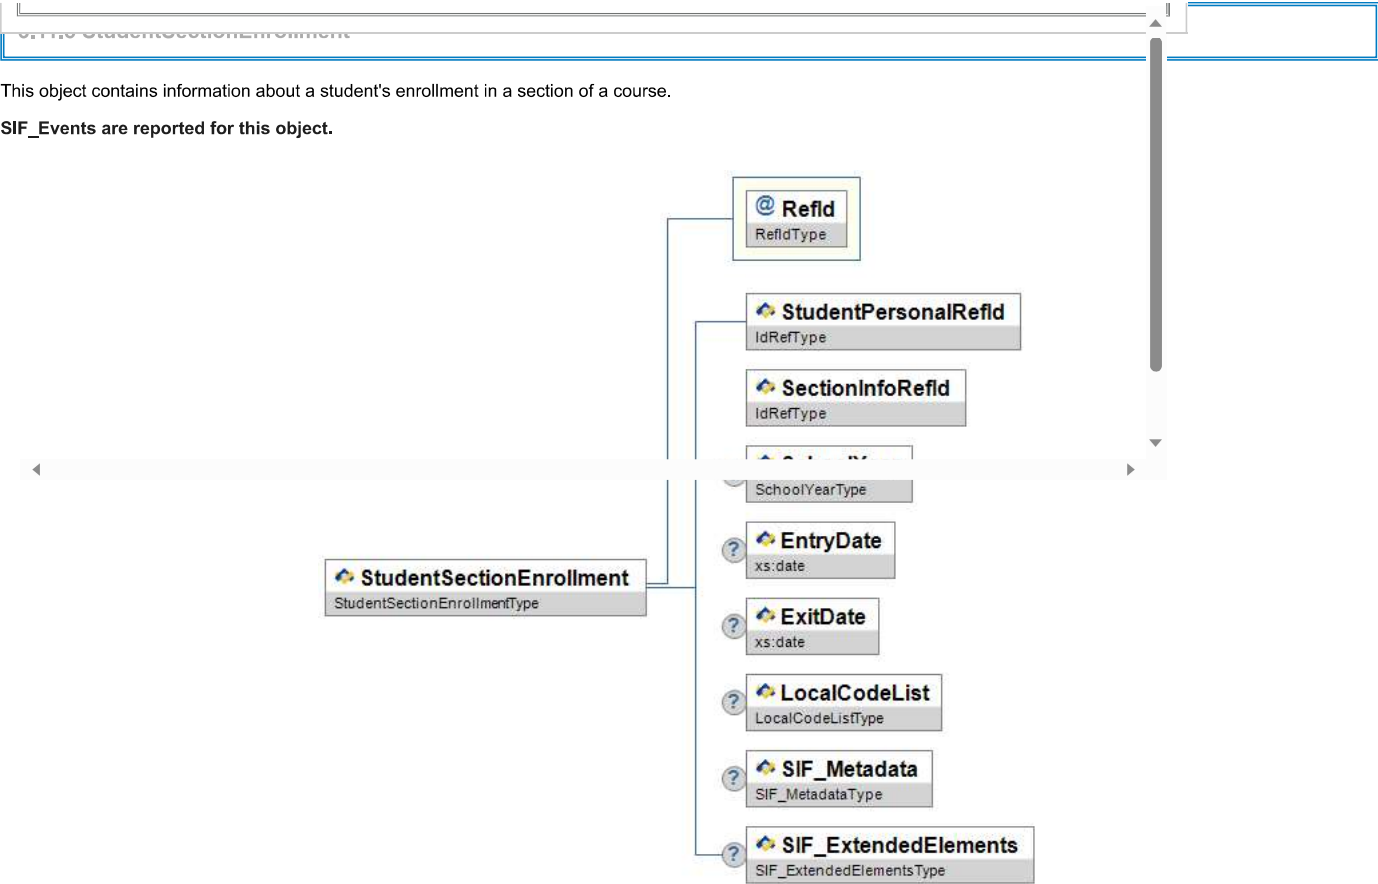 This object contains information about a student's enrollment in a section of a course.
SIF_Events are reported for this object.
@ RefId
RefIdType
StudentPersonalRefId
IdRefType
SectionInfoRefId
IdRefType
SchoolYearType
? EntryDate
xs:date
StudentSectionEnrollment
StudentSectionEnrollmentType
? ExitDate
xs:date
? LocalCodeList
LocalCodeListType
? SIF_Metadata
SIF_MetadataType
? SIF_ExtendedElements
SIF_ExtendedElementsType